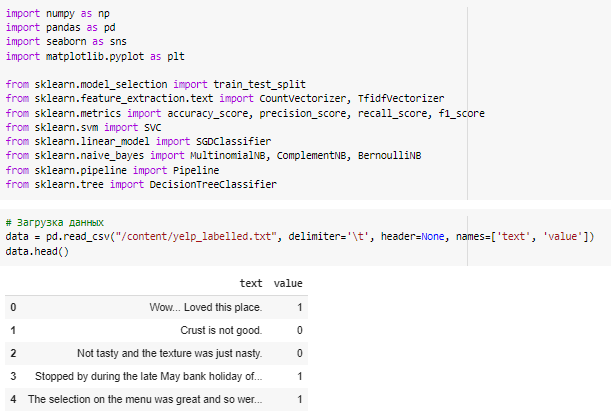 import numpy as np
import pandas as pd
import seaborn as sns
import matplotlib.pyplot as plt
from sklearn.model_selection import train_test_split
from sklearn.feature_extraction.text import CountVectorizer, TfidfVectorizer
from sklearn.metrics import accuracy_score, precision_score, recall_score, f1_score
from sklearn.svm import SVC
from sklearn.linear_model import SGDClassifier
from sklearn.naive_bayes import MultinomialNB, ComplementNB, BernoulliNB
from sklearn.pipeline import Pipeline
from sklearn.tree import DecisionTreeClassifier
# Загрузка данных
data = pd.read_csv("/content/yelp_labelled.txt", delimiter='\t', header=None, names=['text', 'value'])
data.head()
text value
0 Wow... Loved this place. 1
1 Crust is not good. 0
2 Not tasty and the texture was just nasty. 0
3 Stopped by during the late May bank holiday of... 1
4 The selection on the menu was great and so wer... 1